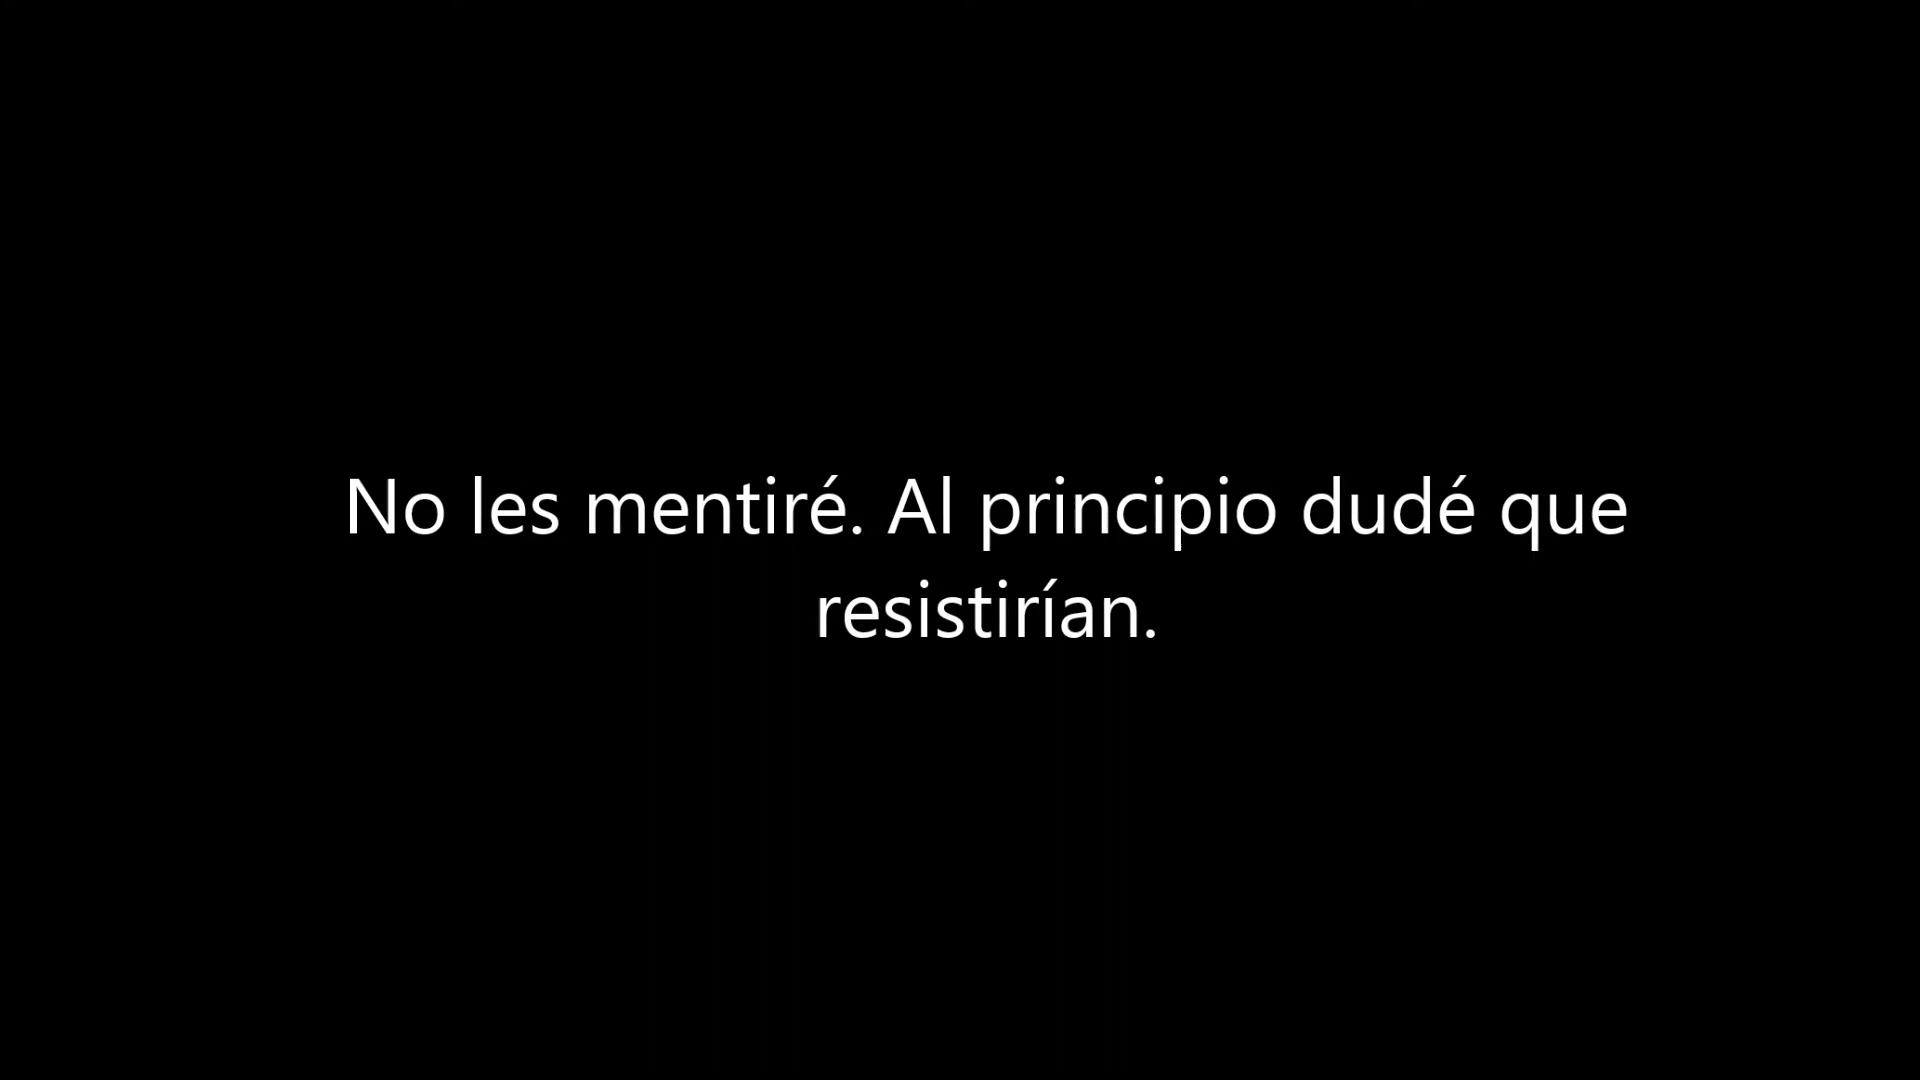 No les mentiré. Al principio dudé que
resistirían.